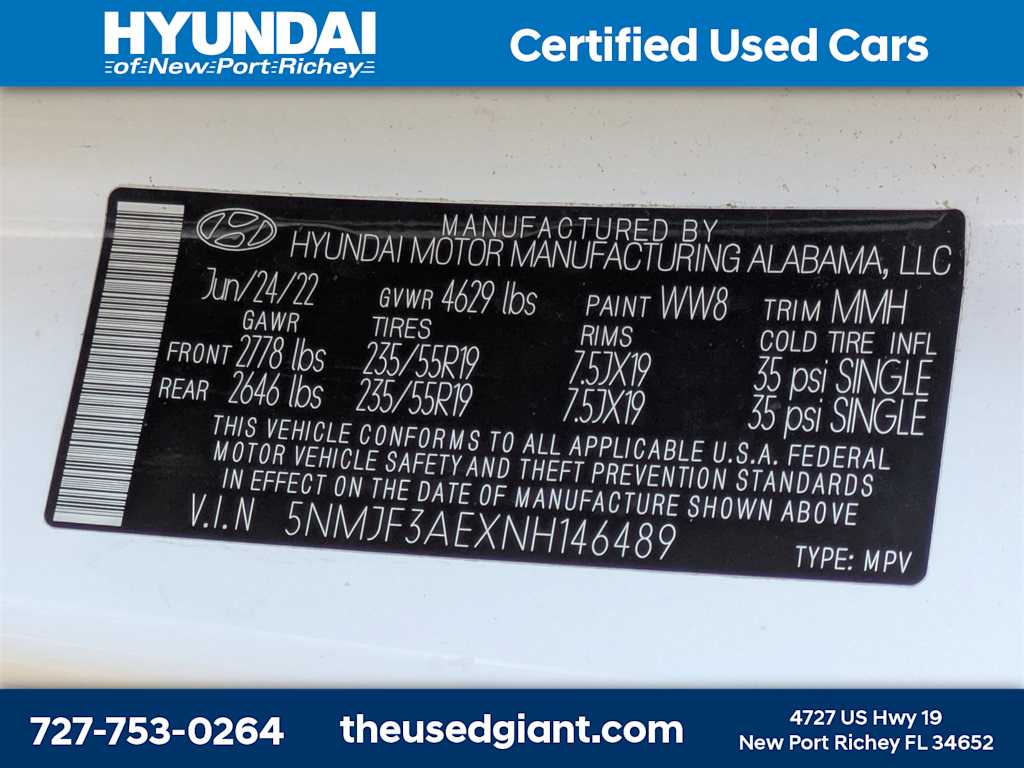 HYUNDAI
of New Port Richey
Certified Used Cars
MANUFACTURED BY
HYUNDAI MOTOR MANUFACTURING ALABAMA, LLC
Jun/24/22 GVWR 4629 lbs PAINT WW8 TRIM MMH
GAWR TIRES RIMS COLD TIRE INFL
FRONT 2778 lbs 235/55R19 7.5JX19 35 psi SINGLE
REAR 2646 lbs 235/55R19 7.5JX19 35 psi SINGLE
THIS VEHICLE CONFORMS TO ALL APPLICABLE U.S.A. FEDERAL
MOTOR VEHICLE SAFETY AND THEFT PREVENTION STANDARDS
IN EFFECT ON THE DATE OF MANUFACTURE SHOWN ABOVE
V.I.N 5NMJF3AEXNH146489
TYPE: MPV
727-753-0264
theusedgiant.com
4727 US Hwy 19
New Port Richey FL 34652